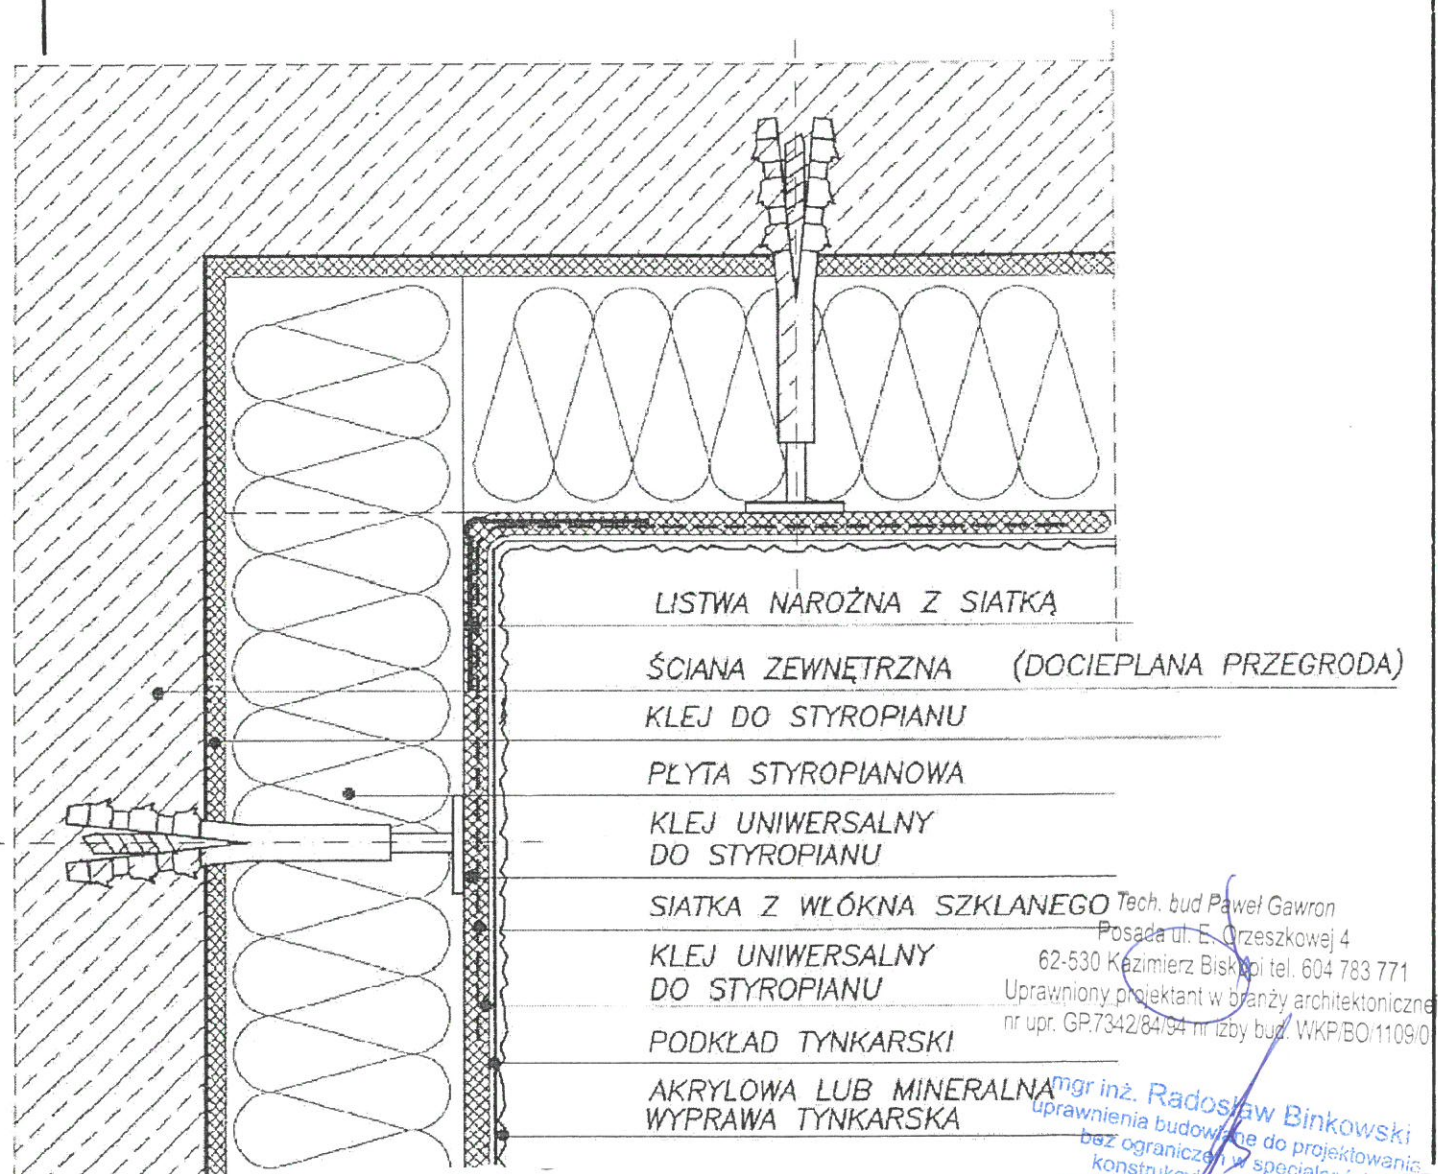 LISTWA NAROŻNA Z SIATKĄ
ŚCIANA ZEWNĘTRZNA (DOCIEPLANA PRZEGRODA)
KLEJ DO STYROPIANU
PŁYTA STYROPIANOWA
KLEJ UNIWERSALNY
DO STYROPIANU
SIATKA Z WŁÓKNA SZKLANEGO
KLEJ UNIWERSALNY
DO STYROPIANU
PODKŁAD TYNKARSKI
AKRYLOWA LUB MINERALNA
WYPRAWA TYNKARSKA
Tech. bud Paweł Gawron
Posada ul. E. Orzeszkowej 4
62-530 Kazimierz Biskupi tel. 604 783 771
Uprawniony projektant w branży architektoniczne
nr upr. GP.7342/84/94 nr izby bud. WKP/BO/1109/0
mgr inż. Radosław Binkowski
uprawnienia budowlane do projektowania
bez ograniczeń w